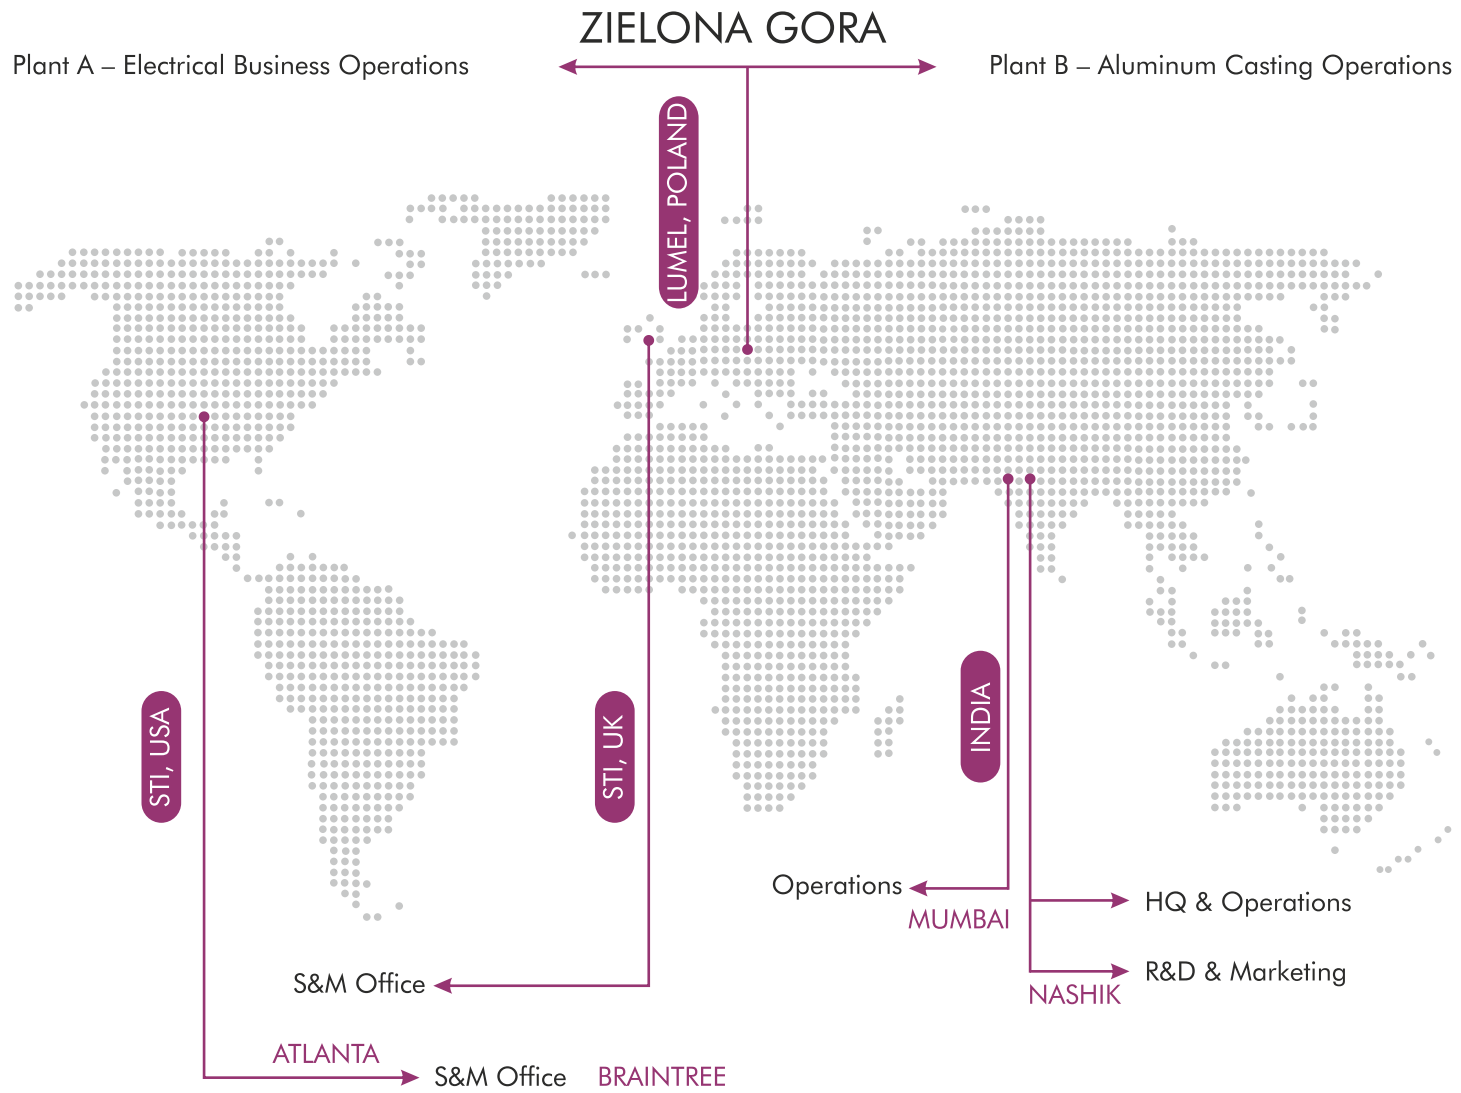 ZIELONA GORA
Plant A – Electrical Business Operations
Plant B – Aluminum Casting Operations
LUMEL, POLAND
STI, USA
STI, UK
INDIA
Operations
MUMBAI
HQ & Operations
R&D & Marketing
NASHIK
S&M Office
ATLANTA
S&M Office
BRAINTREE